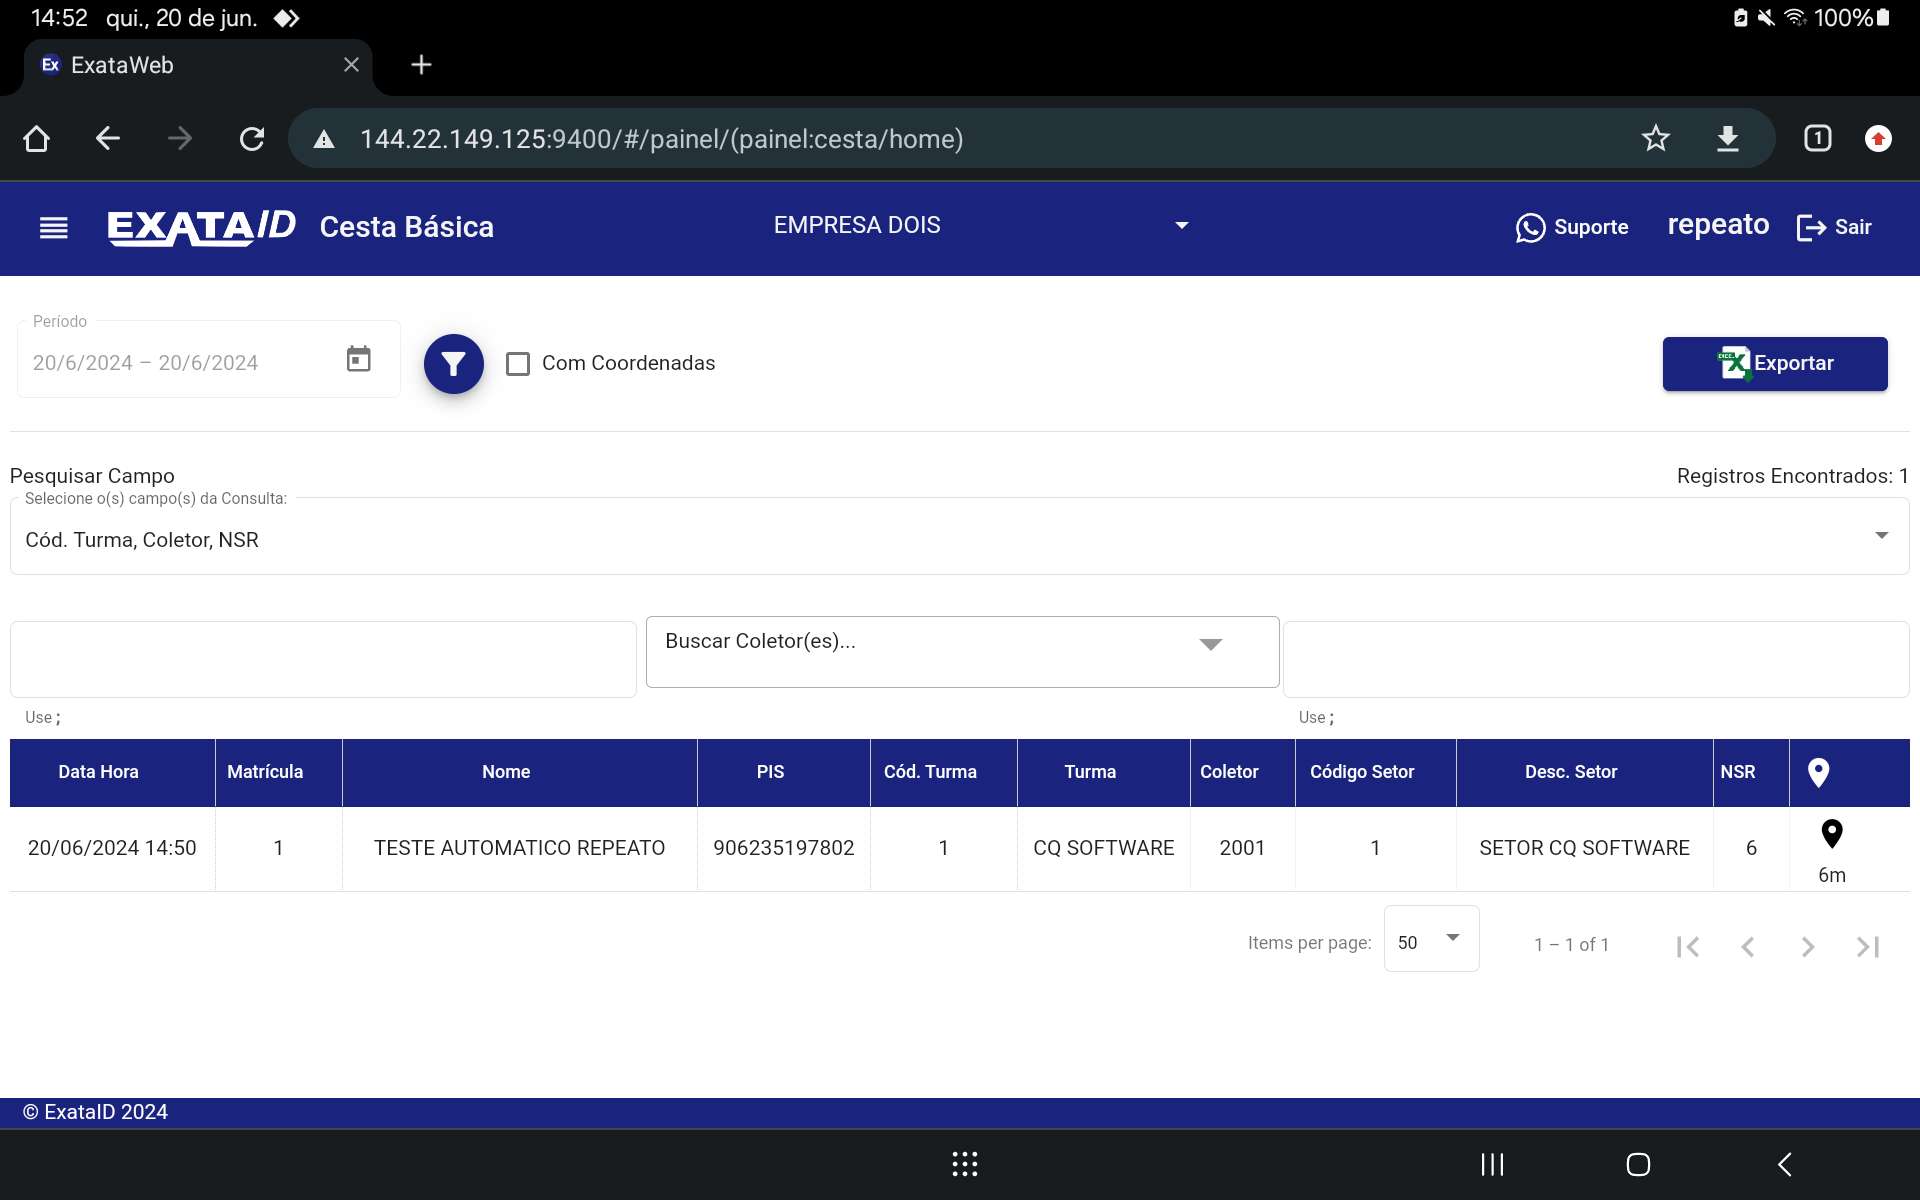 14:52 qui., 20 de jun. 100%
Ex ExataWeb
144.22.149.125:9400/#/painel/(painel:cesta/home) 1
EXATAID Cesta Básica EMPRESA DOIS Suporte repeato Sair
Período
20/6/2024 – 20/6/2024 Com Coordenadas Exportar
Pesquisar Campo Registros Encontrados: 1
Selecione o(s) campo(s) da Consulta:
Cód. Turma, Coletor, NSR
Buscar Coletor(es)...
Use ; Use ;
Data Hora Matrícula Nome PIS Cód. Turma Turma Coletor Código Setor Desc. Setor NSR
20/06/2024 14:50 1 TESTE AUTOMATICO REPEATO 906235197802 1 CQ SOFTWARE 2001 1 SETOR CQ SOFTWARE 6
6m
Items per page: 50 1 – 1 of 1
© ExataID 2024